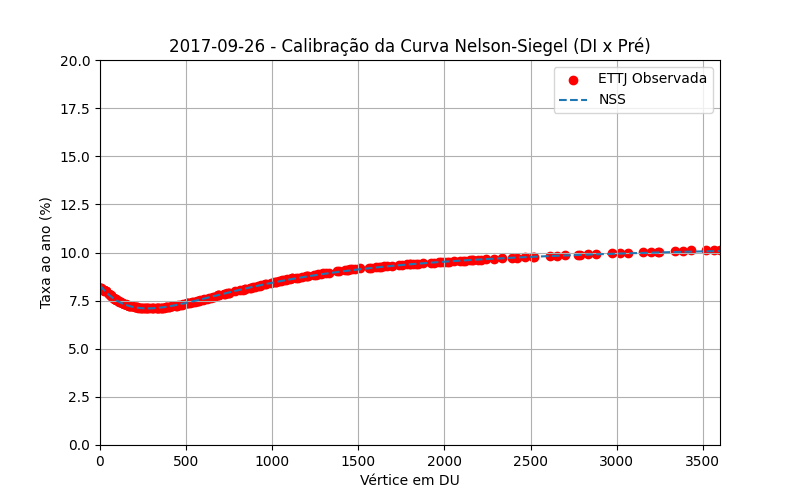 2017-09-26 - Calibração da Curva Nelson-Siegel (DI x Pré)
ETTJ Observada
NSS
Taxa ao ano (%)
20.0
17.5
15.0
12.5
10.0
7.5
5.0
2.5
0.0
0 500 1000 1500 2000 2500 3000 3500
Vértice em DU